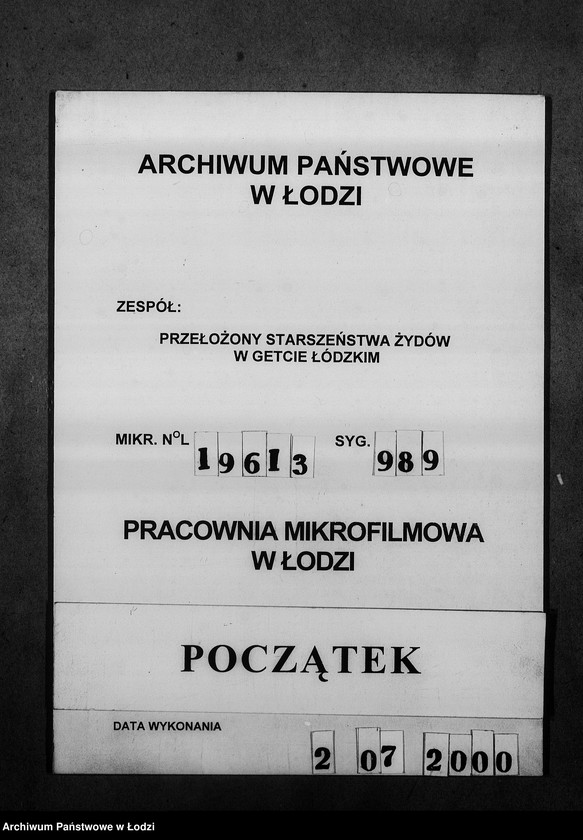 ARCHIWUM PAŃSTWOWE
W ŁODZI
ZESPÓŁ:
PRZEŁOŻONY STARSZEŃSTWA ŻYDÓW
W GETCIE ŁÓDZKIM
MIKR. NOL 19613 SYG. 989
PRACOWNIA MIKROFILMOWA
W ŁODZI
POCZĄTEK
DATA WYKONANIA
2 07 2000
Archiwum Państwowe w Łodzi